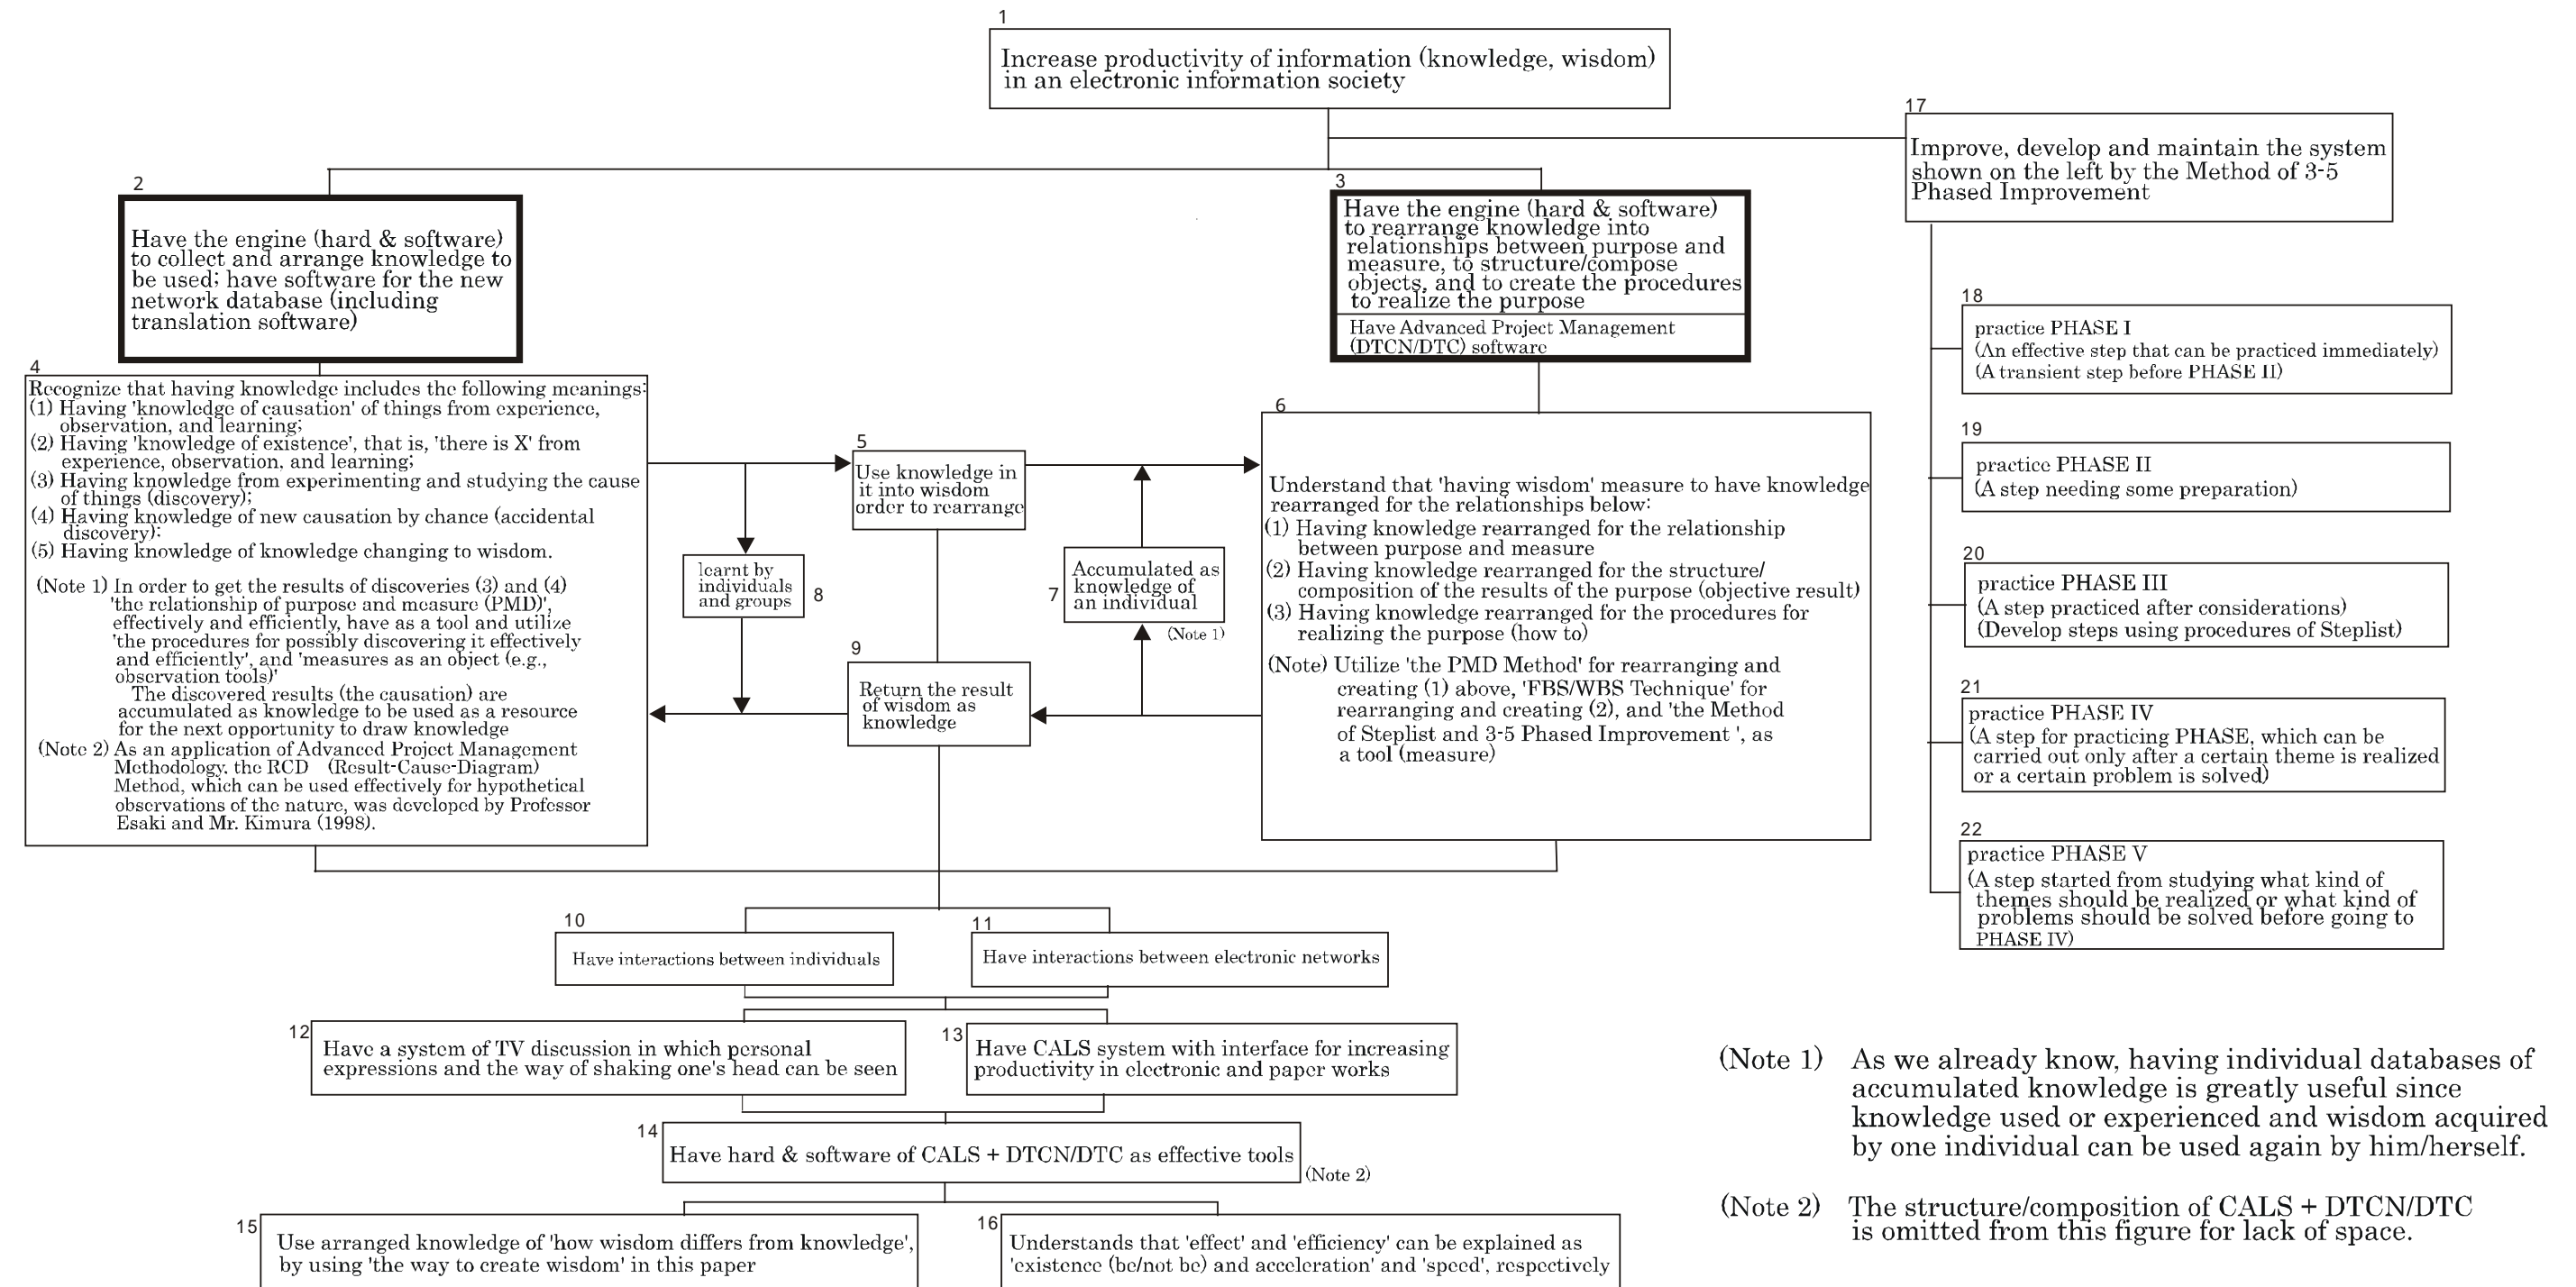 1
Increase productivity of information (knowledge, wisdom)
in an electronic information society
17
Improve, develop and maintain the system
shown on the left by the Method of 3-5
Phased Improvement
2
Have the engine (hard & software)
to collect and arrange knowledge to
be used; have software for the new
network database (including
translation software)
3
Have the engine (hard & software)
to rearrange knowledge into
relationships between purpose and
measure, to structure/compose
objects, and to create the procedures
to realize the purpose
Have Advanced Project Management
(DTCN/DTC) software
4
Recognize that having knowledge includes the following meanings:
(1) Having 'knowledge of causation' of things from experience,
observation, and learning;
(2) Having 'knowledge of existence', that is, 'there is X' from
experience, observation, and learning;
(3) Having knowledge from experimenting and studying the cause
of things (discovery);
(4) Having knowledge of new causation by chance (accidental
discovery):
(5) Having knowledge of knowledge changing to wisdom.
(Note 1) In order to get the results of discoveries (3) and (4)
'the relationship of purpose and measure (PMD)',
effectively and efficiently, have as a tool and utilize
'the procedures for possibly discovering it effectively
and efficiently', and 'measures as an object (e.g.,
observation tools)'
The discovered results (the causation) are
accumulated as knowledge to be used as a resource
for the next opportunity to draw knowledge
(Note 2) As an application of Advanced Project Management
Methodology, the RCD (Result-Cause-Diagram)
Method, which can be used effectively for hypothetical
observations of the nature, was developed by Professor
Esaki and Mr. Kimura (1998).
5
Use knowledge in
it into wisdom
order to rearrange
8
learnt by
individuals
and groups
7
Accumulated as
knowledge of
an individual
(Note 1)
9
Return the result
of wisdom as
knowledge
6
Understand that 'having wisdom' measure to have knowledge
rearranged for the relationships below:
(1) Having knowledge rearranged for the relationship
between purpose and measure
(2) Having knowledge rearranged for the structure/
composition of the results of the purpose (objective result)
(3) Having knowledge rearranged for the procedures for
realizing the purpose (how to)
(Note) Utilize 'the PMD Method' for rearranging and
creating (1) above, 'FBS/WBS Technique' for
rearranging and creating (2), and 'the Method
of Steplist and 3-5 Phased Improvement ', as
a tool (measure)
18
practice PHASE I
(An effective step that can be practiced immediately)
(A transient step before PHASE II)
19
practice PHASE II
(A step needing some preparation)
20
practice PHASE III
(A step practiced after considerations)
(Develop steps using procedures of Steplist)
21
practice PHASE IV
(A step for practicing PHASE, which can be
carried out only after a certain theme is realized
or a certain problem is solved)
22
practice PHASE V
(A step started from studying what kind of
themes should be realized or what kind of
problems should be solved before going to
PHASE IV)
10
Have interactions between individuals
11
Have interactions between electronic networks
12
Have a system of TV discussion in which personal
expressions and the way of shaking one's head can be seen
13
Have CALS system with interface for increasing
productivity in electronic and paper works
14
Have hard & software of CALS + DTCN/DTC as effective tools
(Note 2)
15
Use arranged knowledge of 'how wisdom differs from knowledge',
by using 'the way to create wisdom' in this paper
16
Understands that 'effect' and 'efficiency' can be explained as
'existence (be/not be) and acceleration' and 'speed', respectively
(Note 1) As we already know, having individual databases of
accumulated knowledge is greatly useful since
knowledge used or experienced and wisdom acquired
by one individual can be used again by him/herself.
(Note 2) The structure/composition of CALS + DTCN/DTC
is omitted from this figure for lack of space.